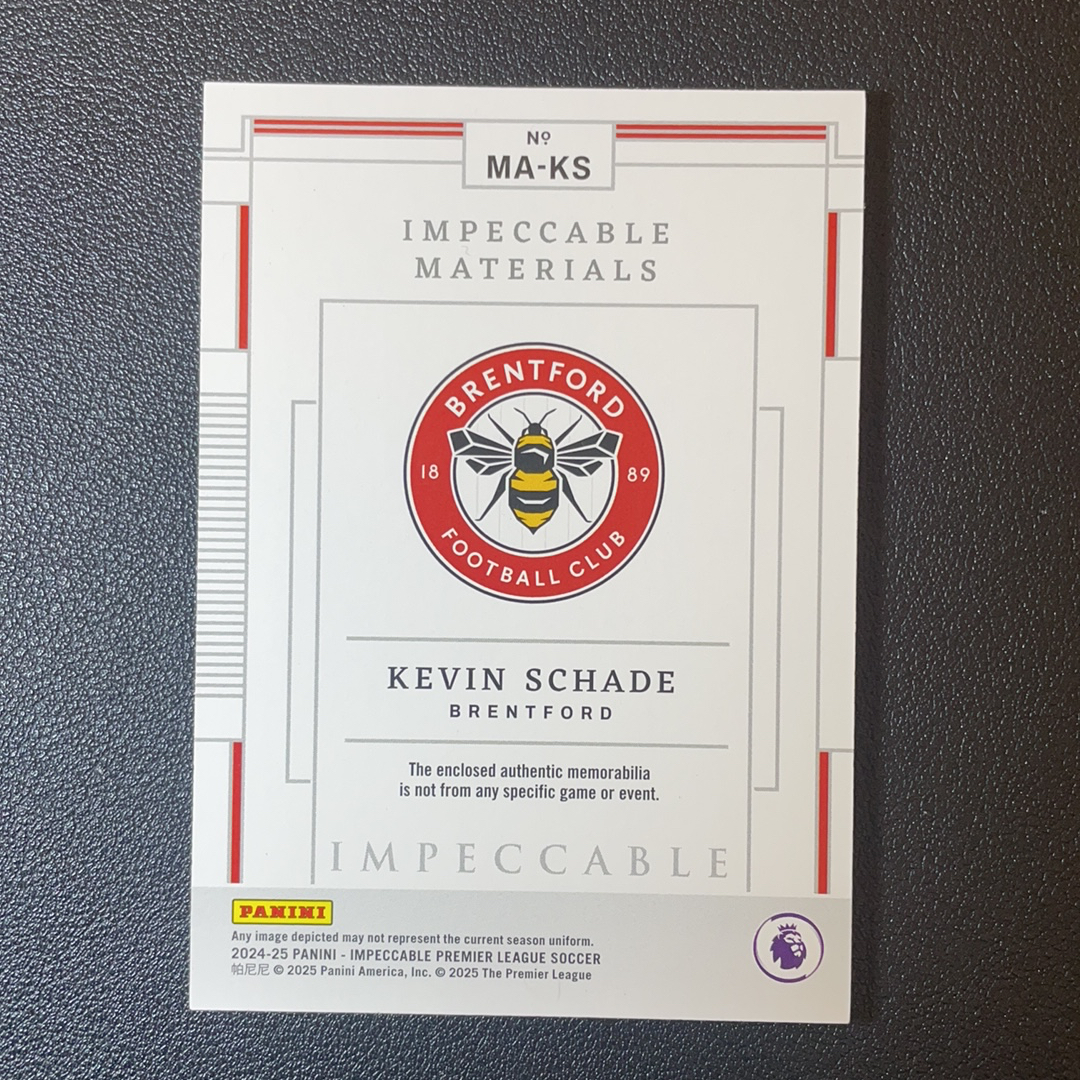 Nº
MA-KS
IMPECCABLE
MATERIALS
BRENTFORD
18 89
FOOTBALL CLUB
KEVIN SCHADE
BRENTFORD
The enclosed authentic memorabilia
is not from any specific game or event.
IMPECCABLE
PANINI
Any image depicted may not represent the current season uniform.
2024-25 PANINI - IMPECCABLE PREMIER LEAGUE SOCCER
帕尼尼 © 2025 Panini America, Inc. © 2025 The Premier League